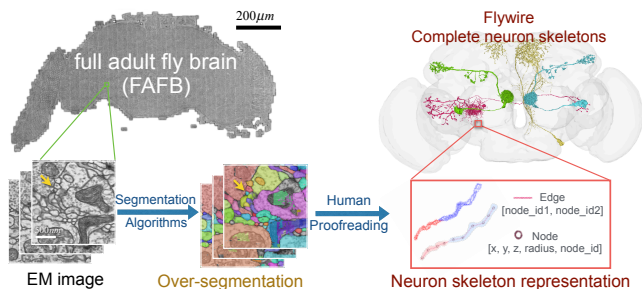 200μm
full adult fly brain
(FAFB)
Flywire
Complete neuron skeletons
Segmentation
Algorithms
Human
Proofreading
Edge
[node_id1, node_id2]
Node
[x, y, z, radius, node_id]
EM image
Over-segmentation
Neuron skeleton representation